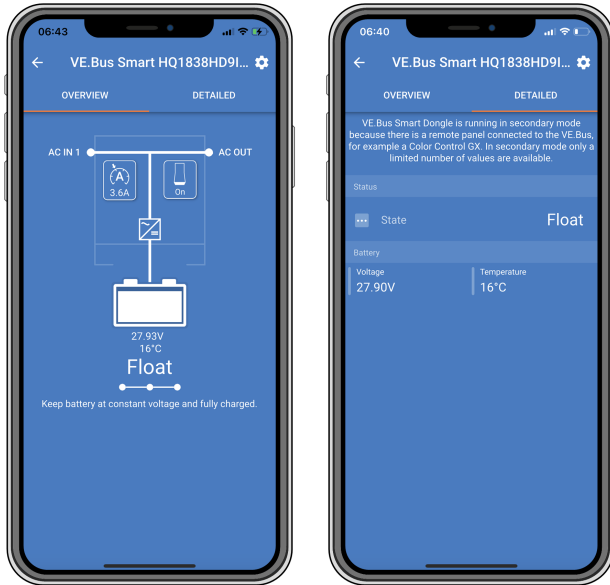 06:43
VE.Bus Smart HQ1838HD9I...
OVERVIEW DETAILED
AC IN 1 AC OUT
A
3.6A On
27.93V
16°C
Float
Keep battery at constant voltage and fully charged.
06:40
VE.Bus Smart HQ1838HD9I...
OVERVIEW DETAILED
VE.Bus Smart Dongle is running in secondary mode
because there is a remote panel connected to the VE.Bus,
for example a Color Control GX. In secondary mode only a
limited number of values are available.
Status
State Float
Battery
Voltage Temperature
27.90V 16°C